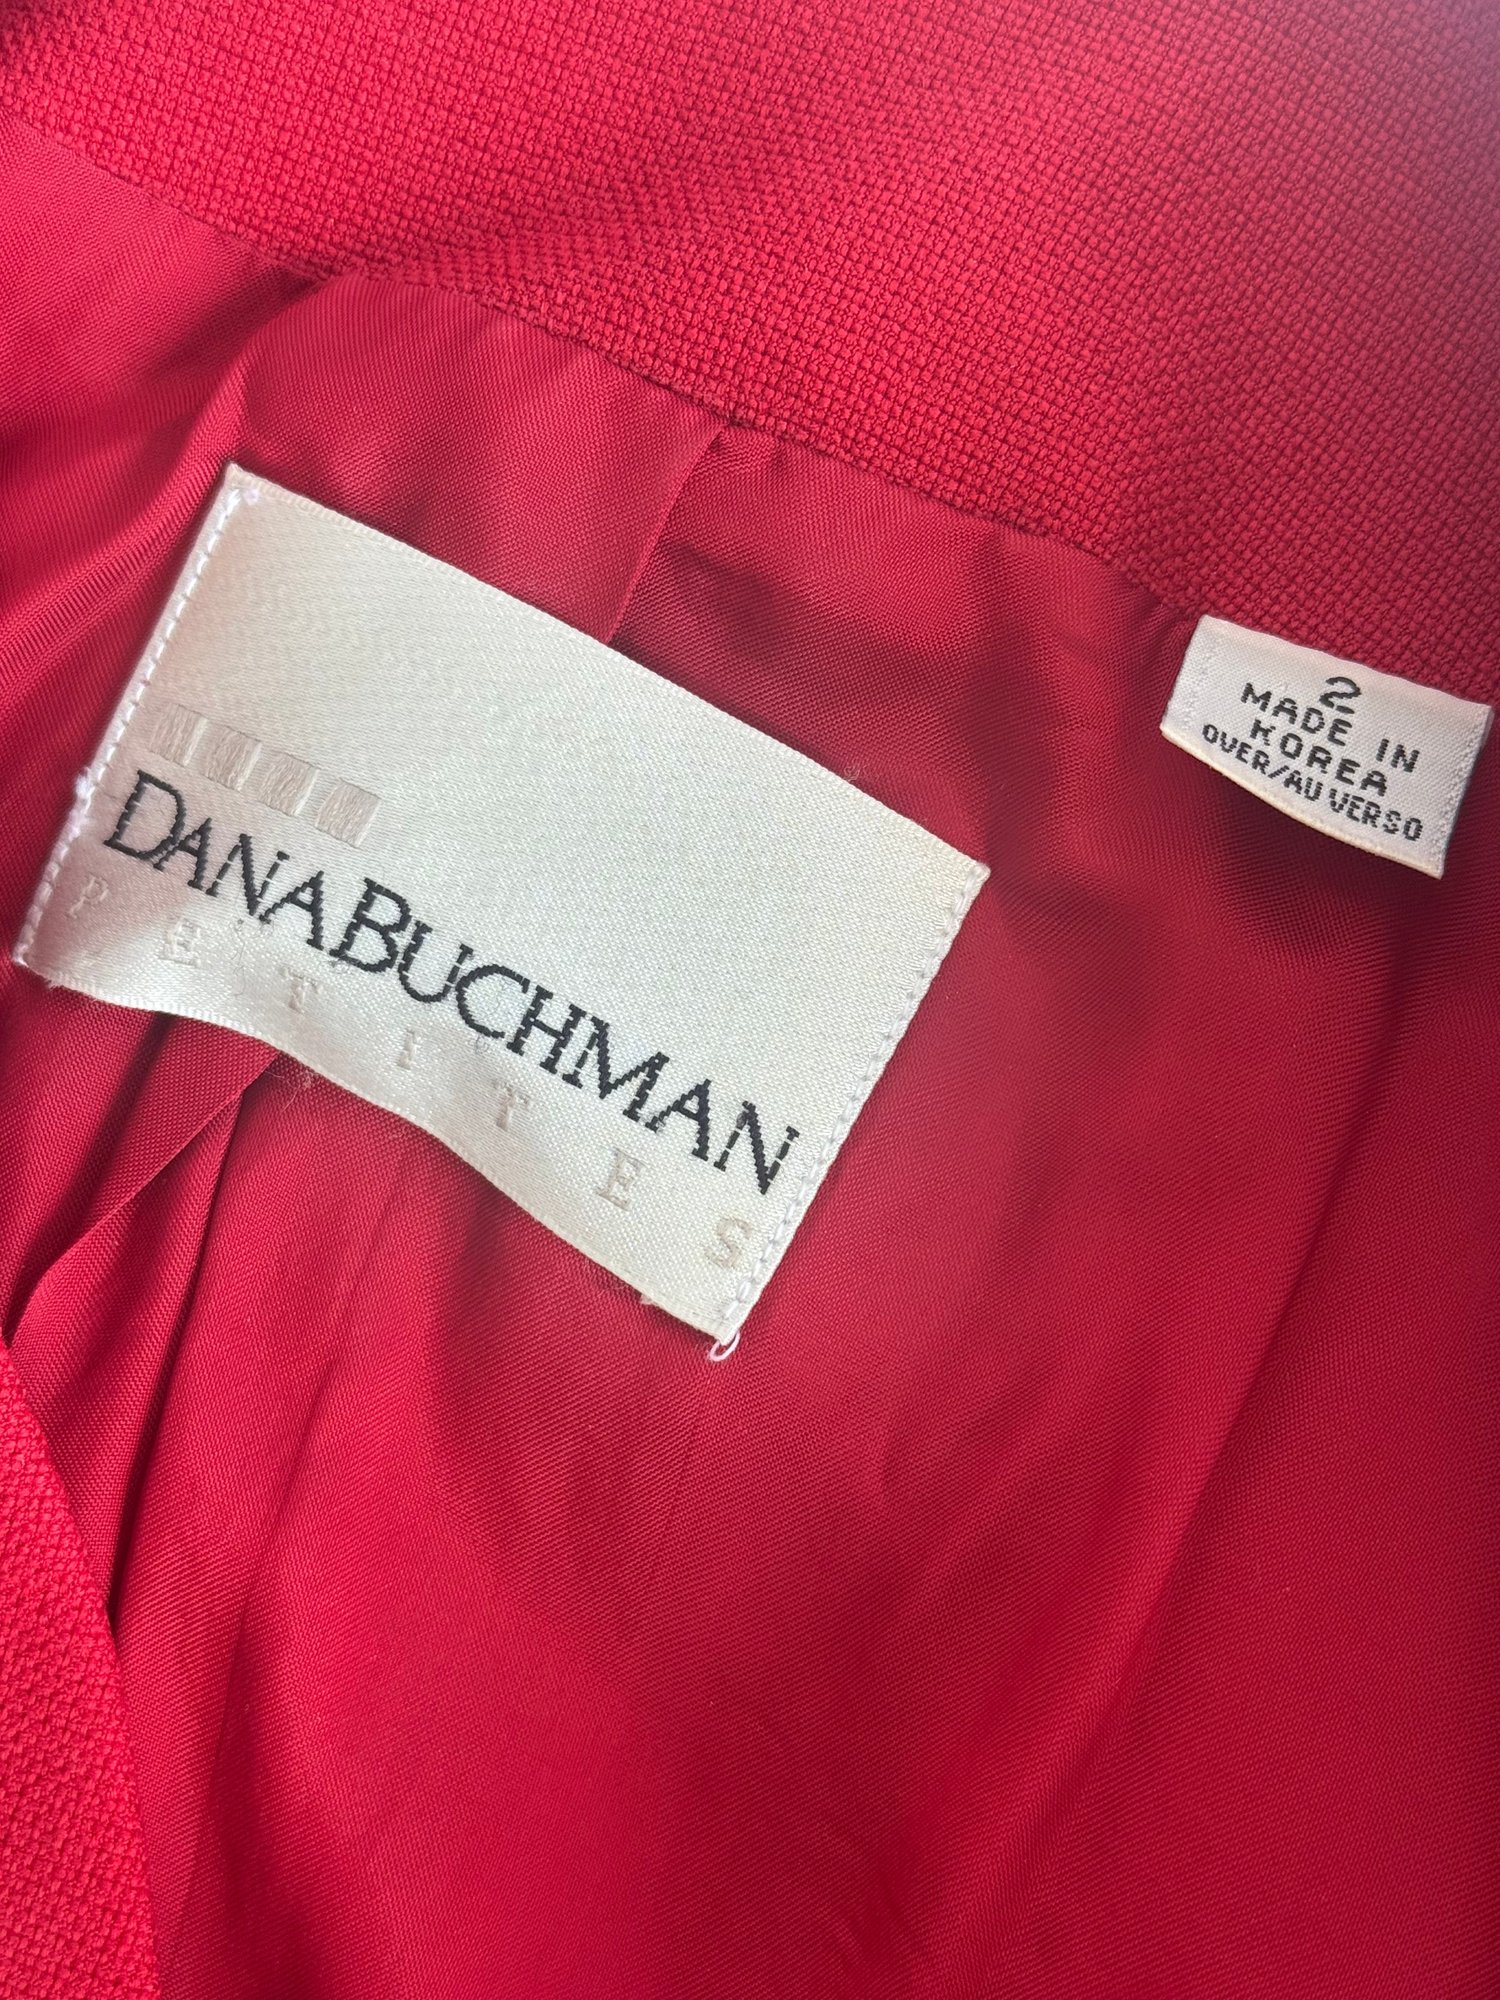 DANABUCHMAN
PETITES
2
MADE IN
KOREA
OVER/AU VERSO